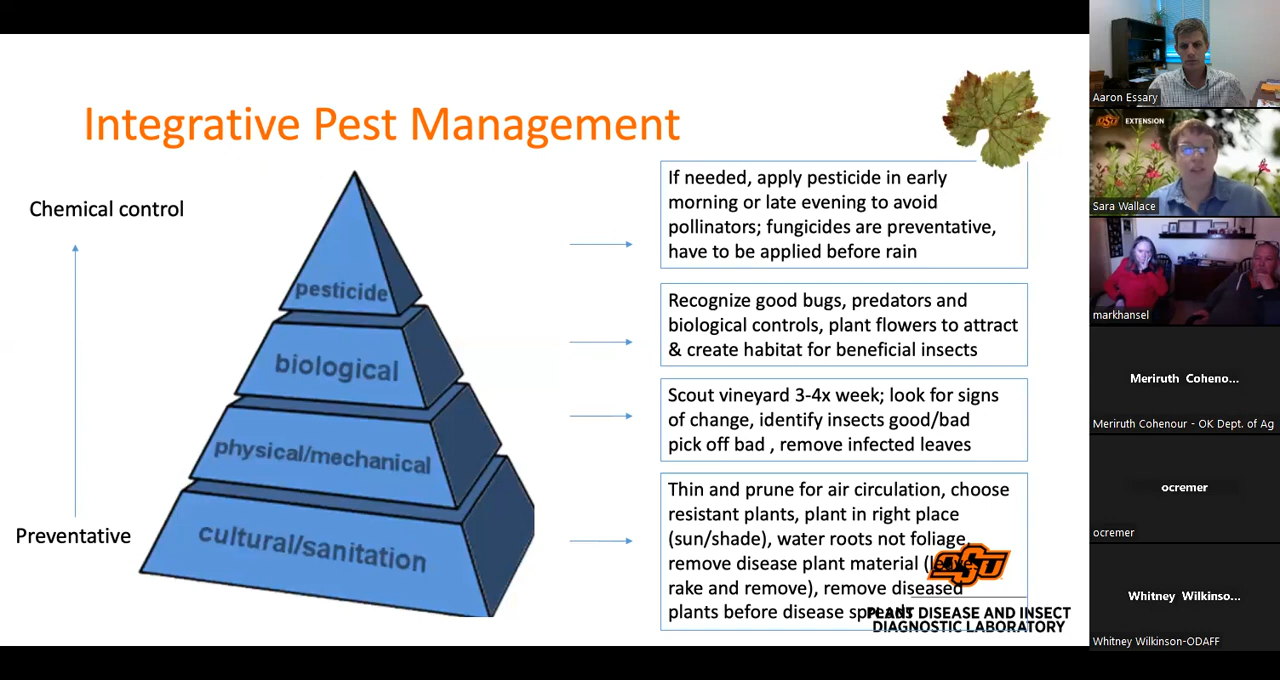 Integrative Pest Management
Chemical control
Preventative
pesticide
biological
physical/mechanical
cultural/sanitation
If needed, apply pesticide in early
morning or late evening to avoid
pollinators; fungicides are preventative,
have to be applied before rain
Recognize good bugs, predators and
biological controls, plant flowers to attract
& create habitat for beneficial insects
Scout vineyard 3-4x week; look for signs
of change, identify insects good/bad
pick off bad , remove infected leaves
Thin and prune for air circulation, choose
resistant plants, plant in right place
(sun/shade), water roots not foliage,
remove disease plant material
rake and remove), remove diseased
plants before disease
OSU
PLANT DISEASE AND INSECT
DIAGNOSTIC LABORATORY
Aaron Essary
OSU EXTENSION
Sara Wallace
markhansel
Meriruth Coheno...
Meriruth Cohenour - OK Dept. of Ag
ocremer
ocremer
Whitney Wilkinso...
Whitney Wilkinson-ODAFF